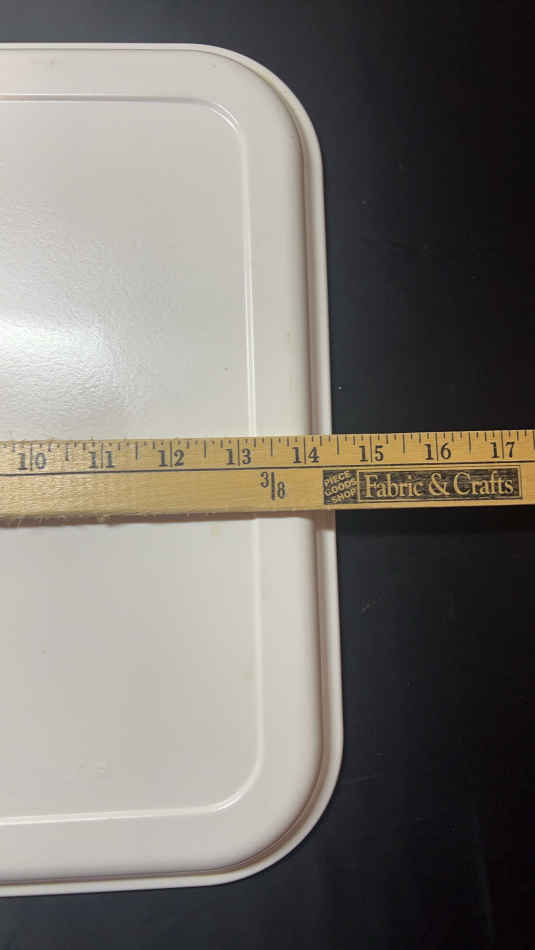 10 11 12 13 14 15 16 17
3/8
PIECE
GOODS
SHOP
Fabric & Crafts